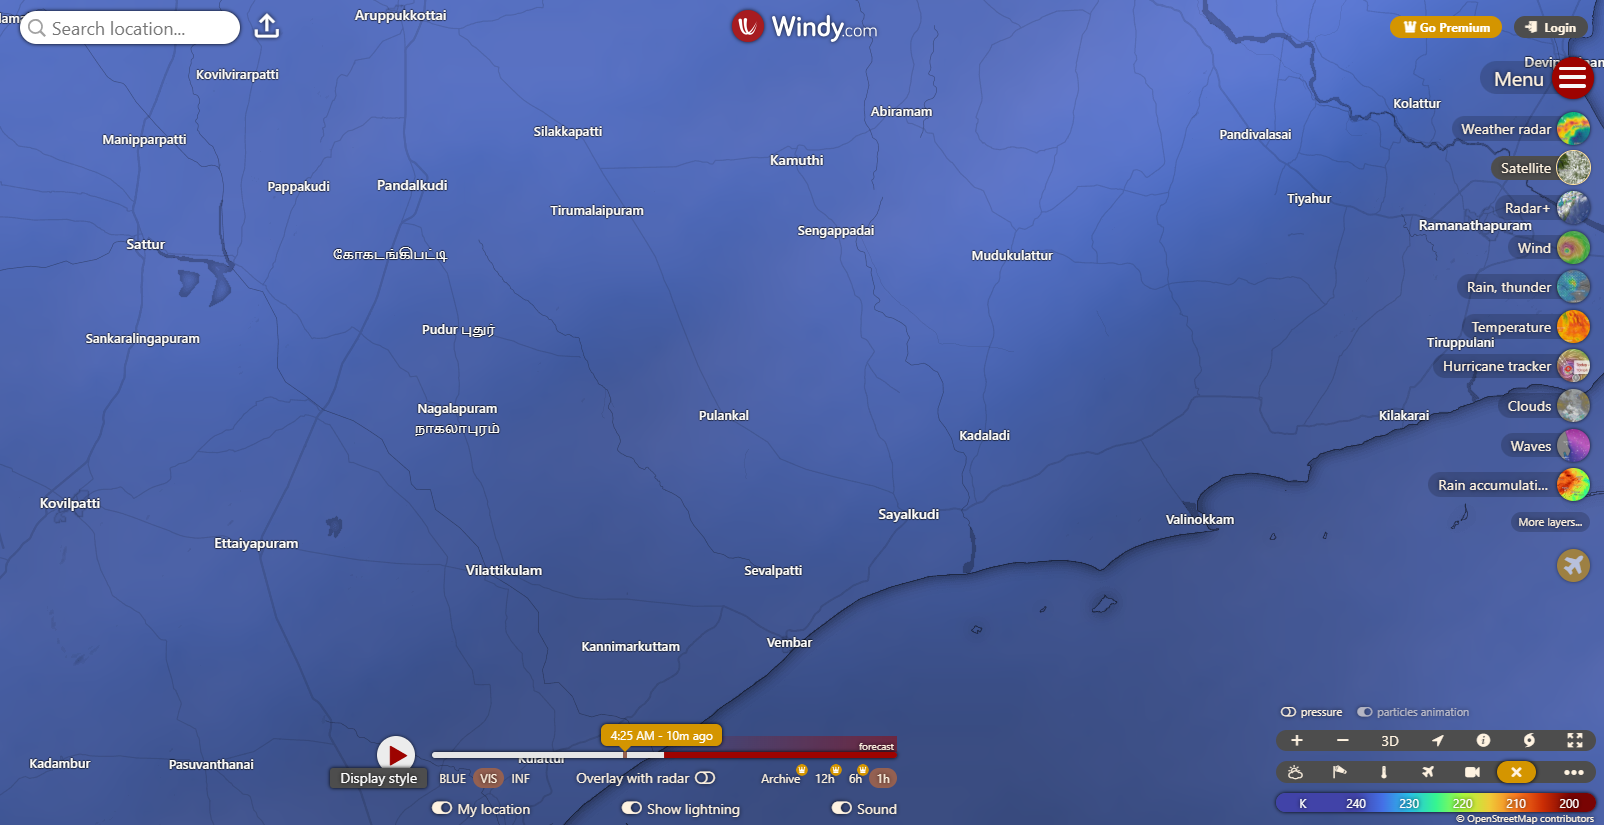 Search location...
Aruppukkottai
Windy.com
Go Premium
Login
Menu
Kovilvirarpatti
Kolattur
Abiramam
Weather radar
Silakkapatti
Pandivalasai
Manipparpatti
Kamuthi
Satellite
Pappakudi
Pandalkudi
Tiyahur
Radar+
Tirumalaipuram
Ramanathapuram
Sengappadai
Sattur
Wind
கோகடங்கிபட்டி
Mudukulattur
Rain, thunder
Temperature
Pudur புதுர்
Sankaralingapuram
Tiruppulani
Hurricane tracker
Clouds
Nagalapuram
நாகலாபுரம்
Pulankal
Kilakarai
Kadaladi
Waves
Rain accumulati...
Kovilpatti
Sayalkudi
Valinokkam
More layers...
Ettaiyapuram
Vilattikulam
Sevalpatti
Kannimarkuttam
Vembar
pressure
particles animation
4:25 AM - 10m ago
forecast
3D
Kadambur
Pasuvanthanai
Kulattur
Display style
BLUE
VIS
INF
Overlay with radar
Archive
12h
6h
1h
My location
Show lightning
Sound
K 240 230 220 210 200
© OpenStreetMap contributors